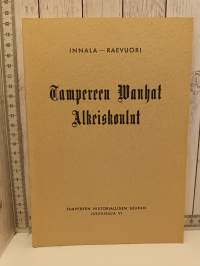 INNALA — RAEVUORI
Tampereen Wanhat
Alkeiskoulut
TAMPEREEN HISTORIALLISEN SEURAN
JULKAISUJA VI